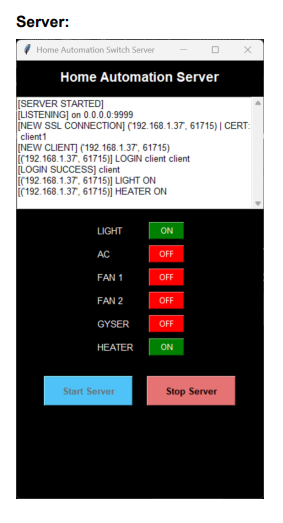 Server:
Home Automation Switch Server
Home Automation Server
[SERVER STARTED]
[LISTENING] on 0.0.0.0:9999
[NEW SSL CONNECTION] ('192.168.1.37', 61715) | CERT:
client1
[NEW CLIENT] ('192.168.1.37', 61715)
[('192.168.1.37', 61715)] LOGIN client client
[LOGIN SUCCESS] client
[('192.168.1.37', 61715)] LIGHT ON
[('192.168.1.37', 61715)] HEATER ON
LIGHT ON
AC OFF
FAN 1 OFF
FAN 2 OFF
GYSER OFF
HEATER ON
Start Server Stop Server